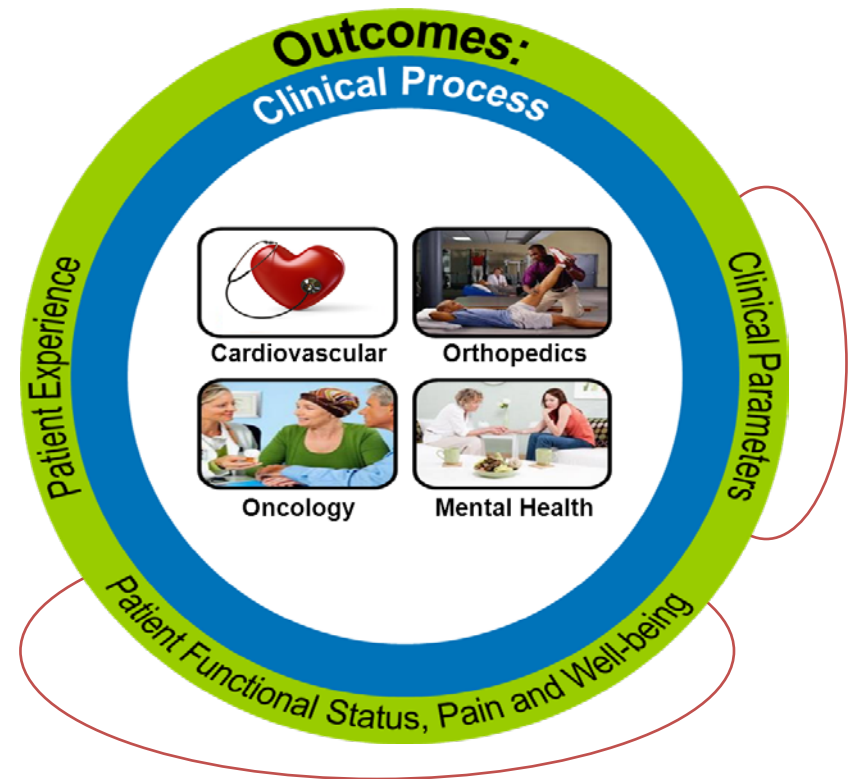 Outcomes:
Clinical Process
Patient Experience
Clinical Parameters
Cardiovascular
Orthopedics
Oncology
Mental Health
Patient Functional Status, Pain and Well-being